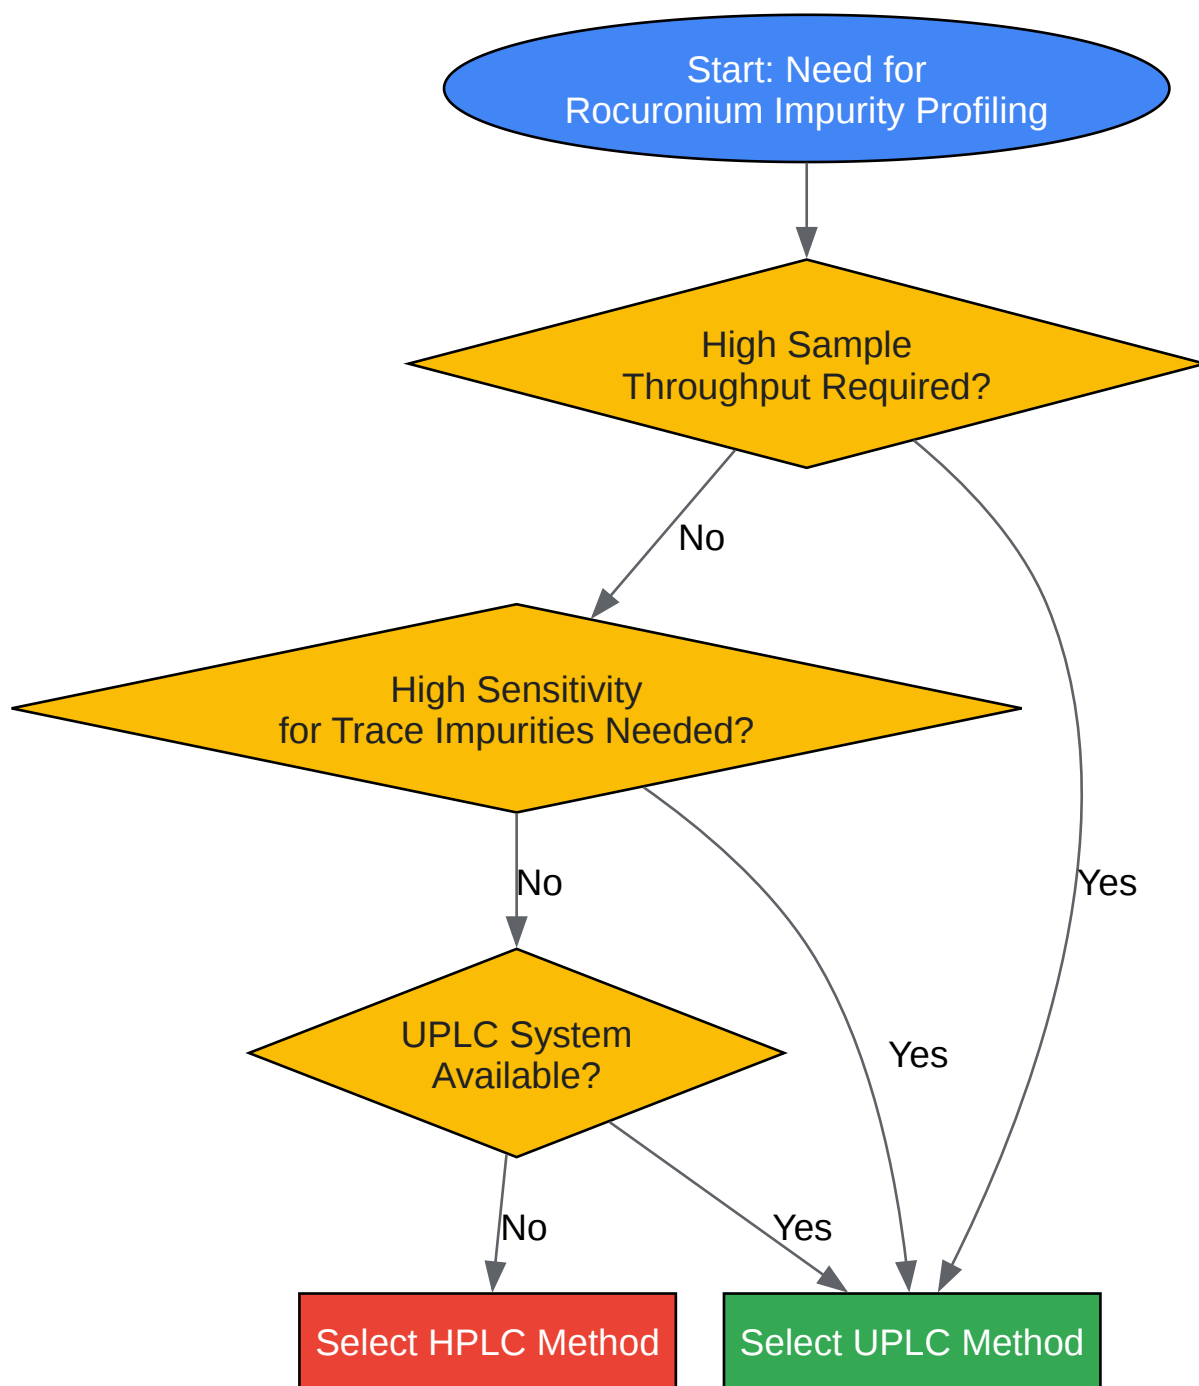 Start: Need for
Rocuronium Impurity Profiling
High Sample
Throughput Required?
No
High Sensitivity
for Trace Impurities Needed?
No
Yes
UPLC System
Available?
Yes
No
Yes
Select HPLC Method
Select UPLC Method